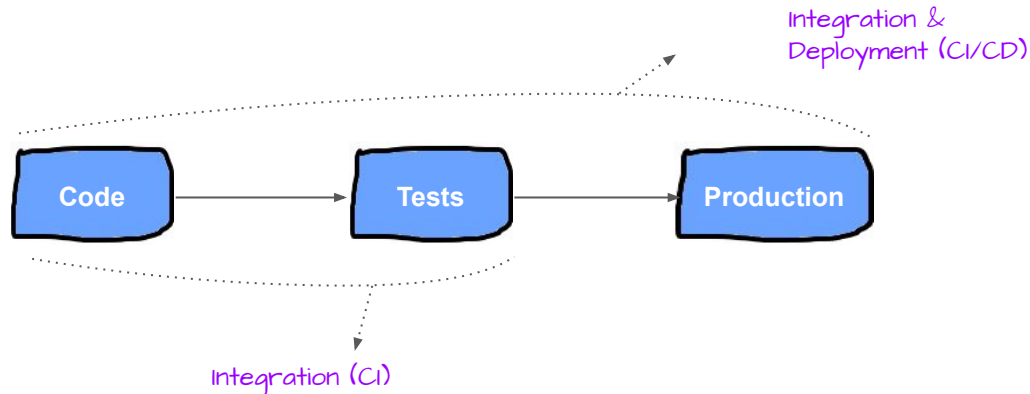 Integration &
Deployment (CI/CD)
Code
Tests
Production
Integration (CI)